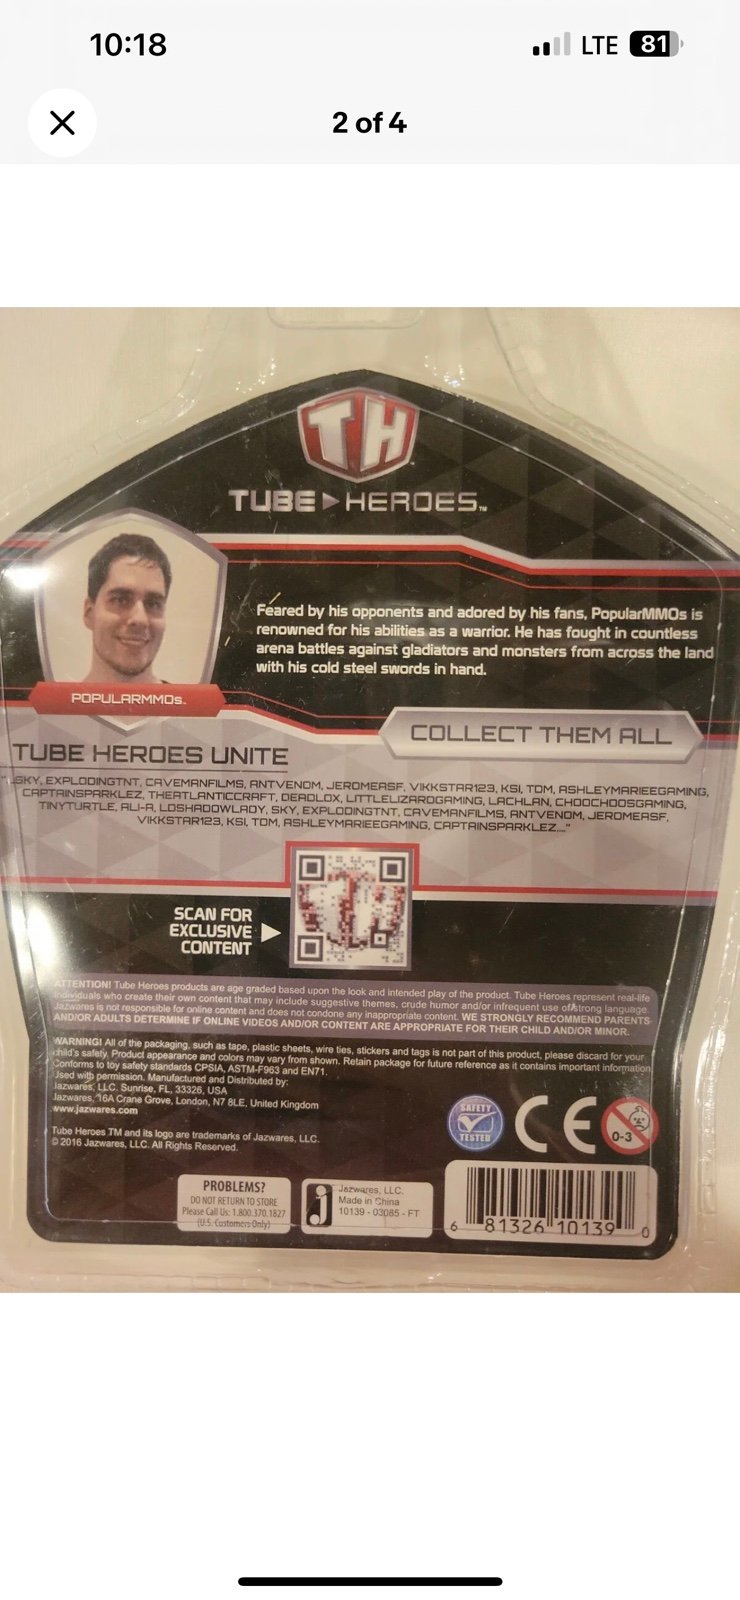 10:18
LTE 81
2 of 4
TH
TUBE HEROES™
Feared by his opponents and adored by his fans, PopularMMOs is
renowned for his abilities as a warrior. He has fought in countless
arena battles against gladiators and monsters from across the land
with his cold steel swords in hand.
POPULARMMOs™
COLLECT THEM ALL
TUBE HEROES UNITE
"...SKY, EXPLODINGTNT, CAVEMANFILMS, ANTVENOM, JEROMEASF, VIKKSTAR123, KSI, TDM, ASHLEYMARIEEGAMING,
CAPTAINSPARKLEZ, THEATLANTICCRAFT, DEADLOX, LITTLELIZARDGAMING, LACHLAN, CHOOCHOOSGAMING,
TINYTURTLE, ALI-A, LDSHADOWLADY, SKY, EXPLODINGTNT, CAVEMANFILMS, ANTVENOM, JEROMEASF,
VIKKSTAR123, KSI, TDM, ASHLEYMARIEEGAMING, CAPTAINSPARKLEZ,..."
SCAN FOR
EXCLUSIVE
CONTENT
ATTENTION! Tube Heroes products are age graded based upon the look and intended play of the product. Tube Heroes represent real-life
individuals who create their own content that may include suggestive themes, crude humor and/or infrequent use of strong language.
Jazwares is not responsible for online content and does not condone any inappropriate content. WE STRONGLY RECOMMEND PARENTS
AND/OR ADULTS DETERMINE IF ONLINE VIDEOS AND/OR CONTENT ARE APPROPRIATE FOR THEIR CHILD AND/OR MINOR.
WARNING! All of the packaging, such as tape, plastic sheets, wire ties, stickers and tags is not part of this product, please discard for your
child's safety. Product appearance and colors may vary from shown. Retain package for future reference as it contains important information
Conforms to toy safety standards CPSIA, ASTM-F963 and EN71.
Used with permission. Manufactured and Distributed by:
Jazwares, LLC. Sunrise, FL, 33326, USA
Jazwares, 16A Crane Grove, London, N7 8LE, United Kingdom
www.jazwares.com
Tube Heroes TM and its logo are trademarks of Jazwares, LLC.
© 2016 Jazwares, LLC. All Rights Reserved.
SAFETY
TESTED
CE
0-3
PROBLEMS?
DO NOT RETURN TO STORE
Please Call Us: 1.800.370.1827
(U.S. Customers Only)
Jazwares, LLC.
Made in China
10139 - 03085 - FT
6 81326 10139 0